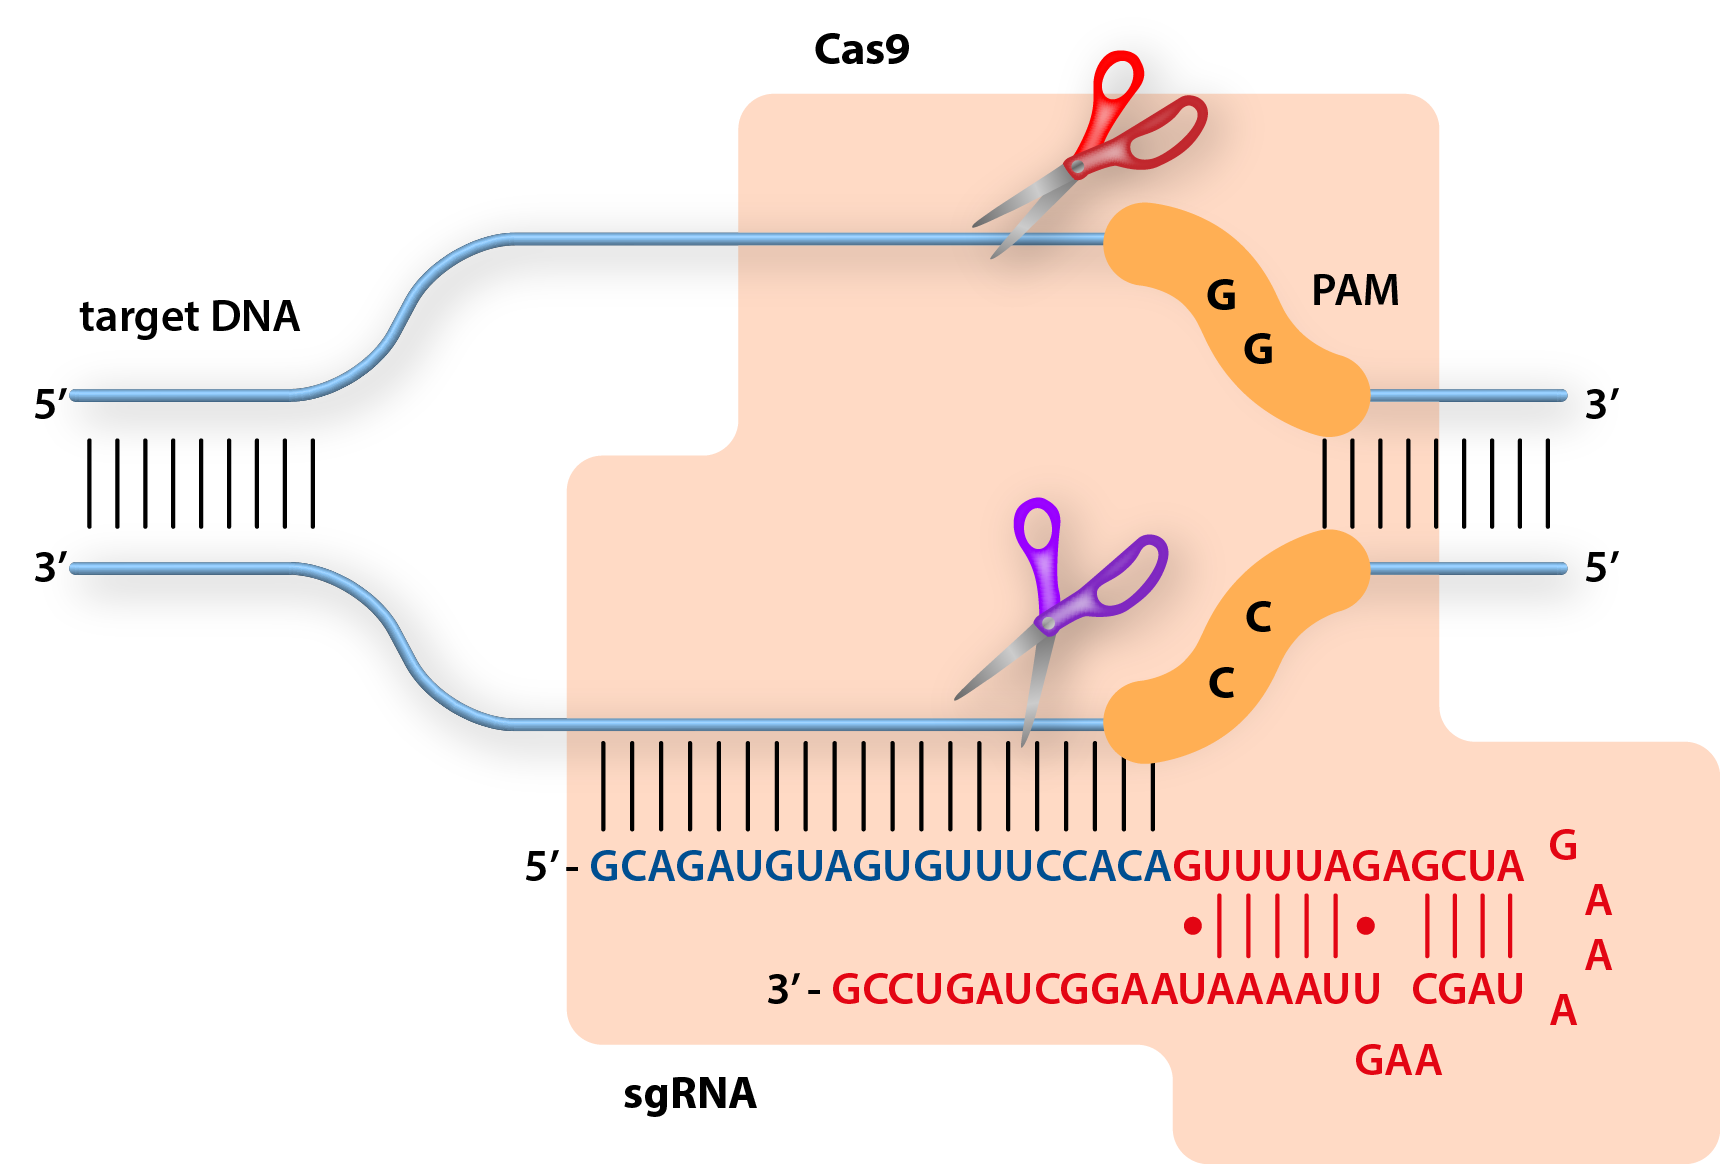 Cas9
target DNA
G
PAM
G
5’
3’
3’
5’
C
C
5’- GCAGAUGUAGUGUUUCCACAGUUUUAGAGCUA
G
A
A
3’- GCCUGAUCGGAAUAAAAUU CGAU
A
GAA
sgRNA